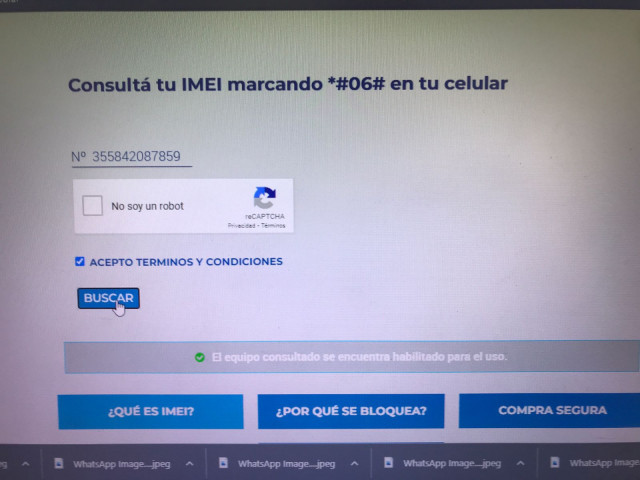 Consultá tu IMEI marcando *#06# en tu celular
Nº 355842087859
No soy un robot
reCAPTCHA
Privacidad - Términos
ACEPTO TERMINOS Y CONDICIONES
BUSCAR
El equipo consultado se encuentra habilitado para el uso.
¿QUÉ ES IMEI? ¿POR QUÉ SE BLOQUEA? COMPRA SEGURA
WhatsApp Image....jpeg WhatsApp Image....jpeg WhatsApp Image....jpeg WhatsApp Image